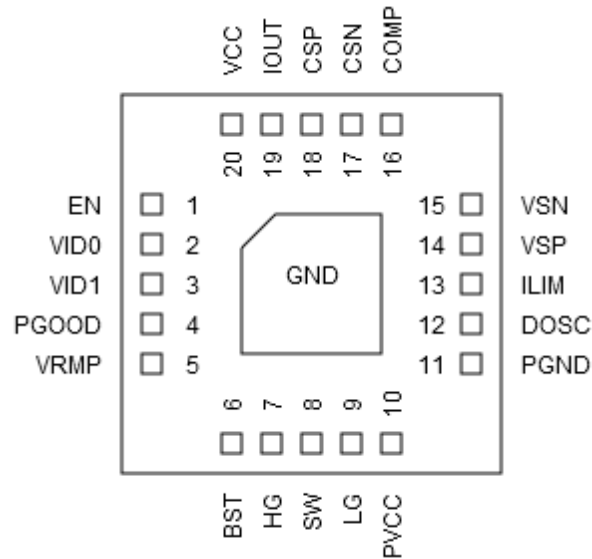 VCC IOUT CSP CSN COMP
20 19 18 17 16
EN 1 15 VSN
VID0 2 14 VSP
VID1 3 GND 13 ILIM
PGOOD 4 12 DOSC
VRMP 5 11 PGND
6 7 8 9 10
BST HG SW LG PVCC